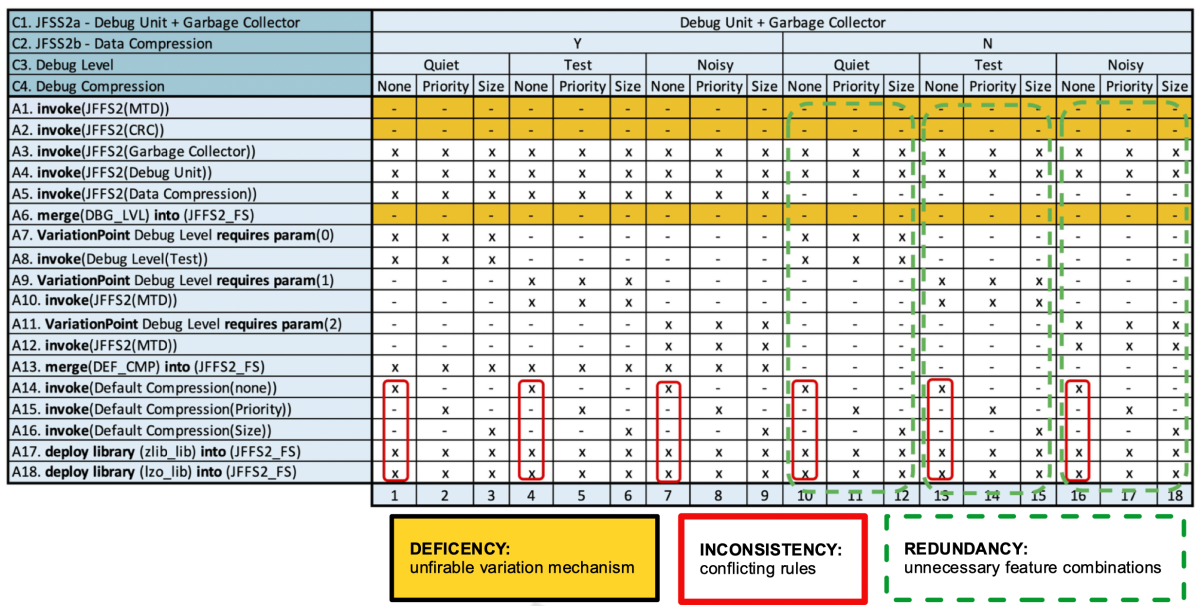 C1. JFSS2a - Debug Unit + Garbage Collector Debug Unit + Garbage Collector
C2. JFSS2b - Data Compression Y N
C3. Debug Level Quiet Test Noisy Quiet Test Noisy
C4. Debug Compression None Priority Size None Priority Size None Priority Size None Priority Size None Priority Size None Priority Size
A1. invoke(JFFS2(MTD)) - - - - - - - - - - - - - - - - - -
A2. invoke(JFFS2(CRC)) - - - - - - - - - - - - - - - - - -
A3. invoke(JFFS2(Garbage Collector)) x x x x x x x x x x x x x x x x x x
A4. invoke(JFFS2(Debug Unit)) x x x x x x x x x x x x x x x x x x
A5. invoke(JFFS2(Data Compression)) x x x x x x x x x - - - - - - - - -
A6. merge(DBG_LVL) into (JFFS2_FS) - - - - - - - - - - - - - - - - - -
A7. VariationPoint Debug Level requires param(0) x x x - - - - - - x x x - - - - - -
A8. invoke(Debug Level(Test)) x x x - - - - - - x x x - - - - - -
A9. VariationPoint Debug Level requires param(1) - - - x x x - - - - - - x x x - - -
A10. invoke(JFFS2(MTD)) - - - x x x - - - - - - x x x - - -
A11. VariationPoint Debug Level requires param(2) - - - - - - x x x - - - - - - x x x
A12. invoke(JFFS2(MTD)) - - - - - - x x x - - - - - - x x x
A13. merge(DEF_CMP) into (JFFS2_FS) x x x x x x x x x - - - - - - - - -
A14. invoke(Default Compression(none)) x - - x - - x - - x - - x - - x - -
A15. invoke(Default Compression(Priority)) - x - - x - - x - - x - - x - - x -
A16. invoke(Default Compression(Size)) - - x - - x - - x - - x - - x - - x
A17. deploy library (zlib_lib) into (JFFS2_FS) x x x x x x x x x x x x x x x x x x
A18. deploy library (lzo_lib) into (JFFS2_FS) x x x x x x x x x x x x x x x x x x
1 2 3 4 5 6 7 8 9 10 11 12 13 14 15 16 17 18
DEFICENCY:
unfirable variation mechanism
INCONSISTENCY:
conflicting rules
REDUNDANCY:
unnecessary feature combinations